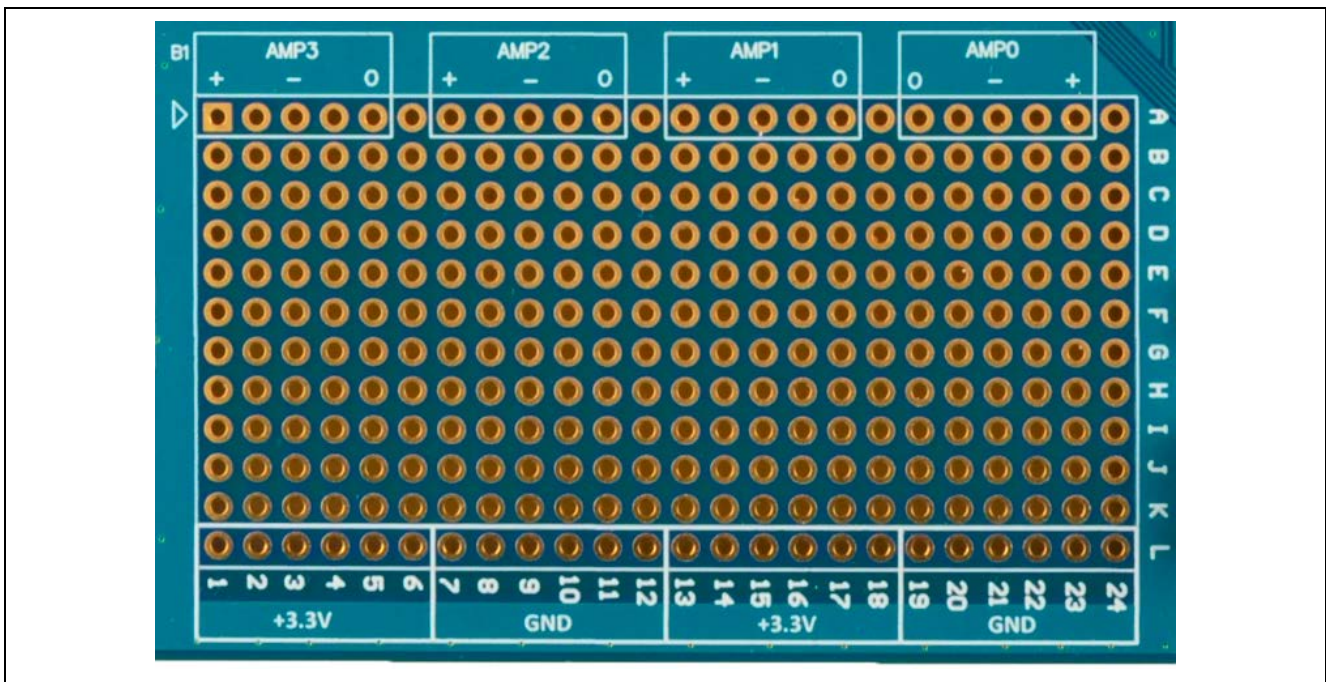 B1 AMP3 AMP2 AMP1 AMP0
+ − O + − O + − O O − +
A
B
C
D
E
F
G
H
I
J
K
L
1 2 3 4 5 6 7 8 9 10 11 12 13 14 15 16 17 18 19 20 21 22 23 24
+3.3V GND +3.3V GND